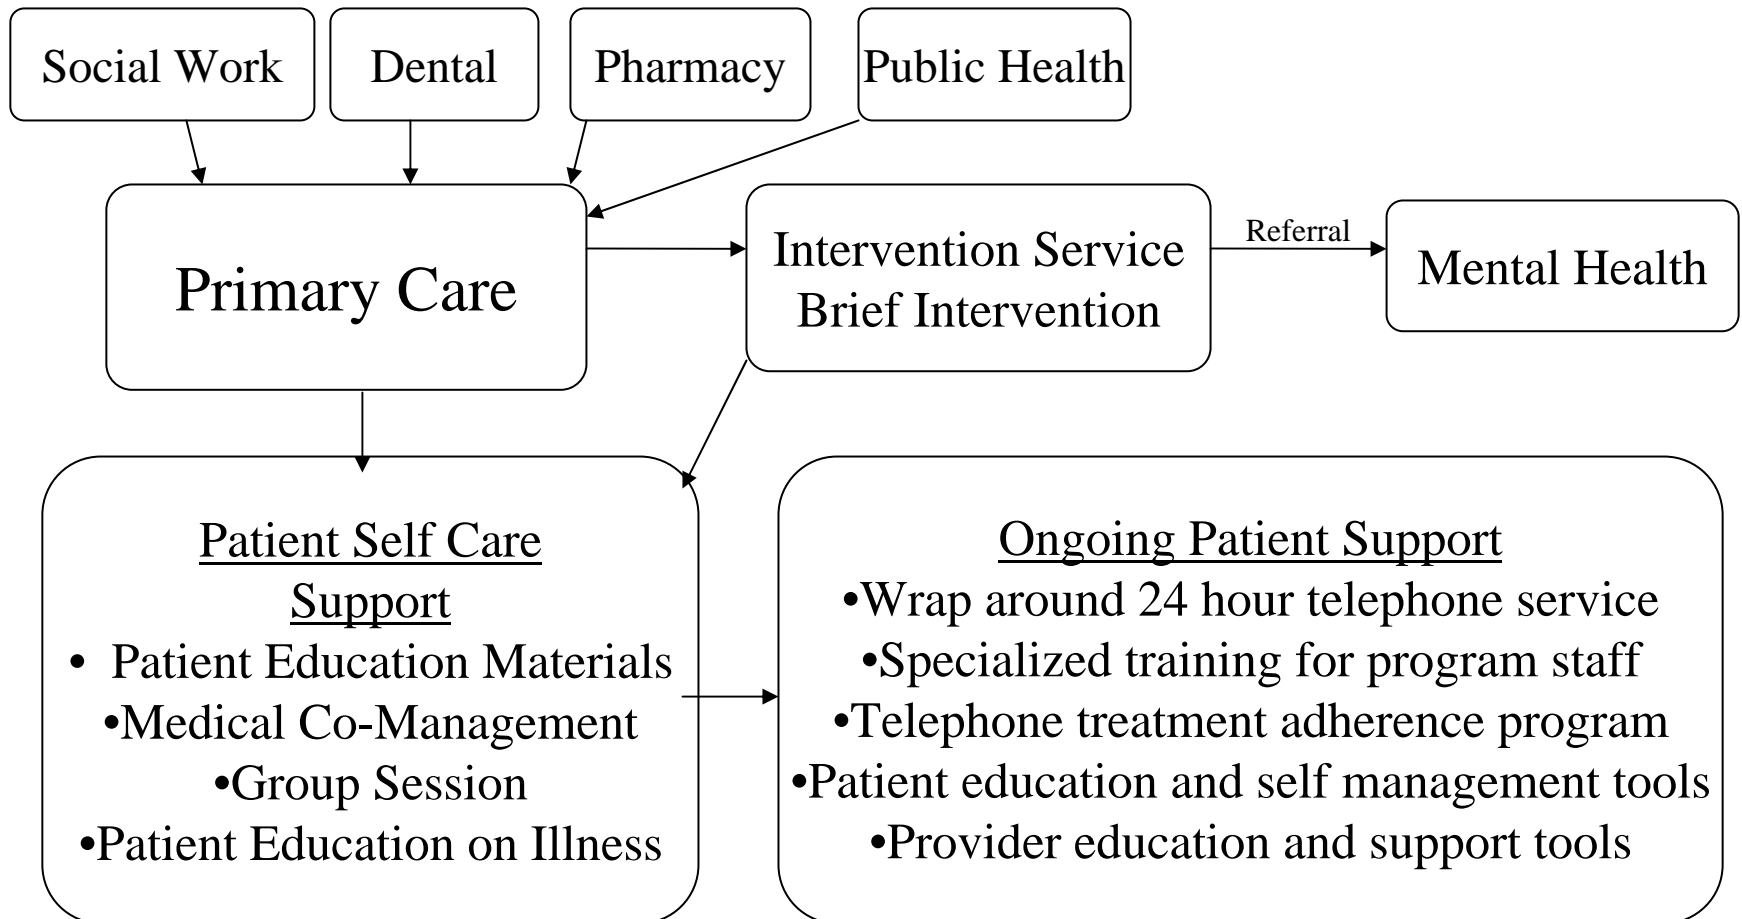 Social Work
Dental
Pharmacy
Public Health
Primary Care
Intervention Service
Brief Intervention
Referral
Mental Health
Patient Self Care
Support
• Patient Education Materials
•Medical Co-Management
•Group Session
•Patient Education on Illness
Ongoing Patient Support
•Wrap around 24 hour telephone service
•Specialized training for program staff
•Telephone treatment adherence program
•Patient education and self management tools
•Provider education and support tools